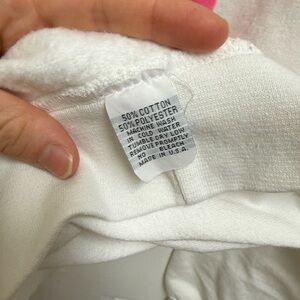 50% COTTON
50% POLYESTER
MACHINE WASH
IN COLD WATER
TUMBLE DRY LOW
REMOVE PROMPTLY
NO BLEACH
MADE IN U.S.A.